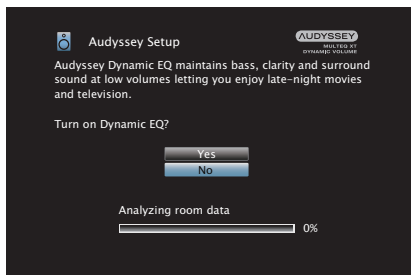 Audyssey Setup
AUDYSSEY
MULTEQ XT
DYNAMIC VOLUME
Audyssey Dynamic EQ maintains bass, clarity and surround
sound at low volumes letting you enjoy late-night movies
and television.
Turn on Dynamic EQ?
Yes
No
Analyzing room data
0%